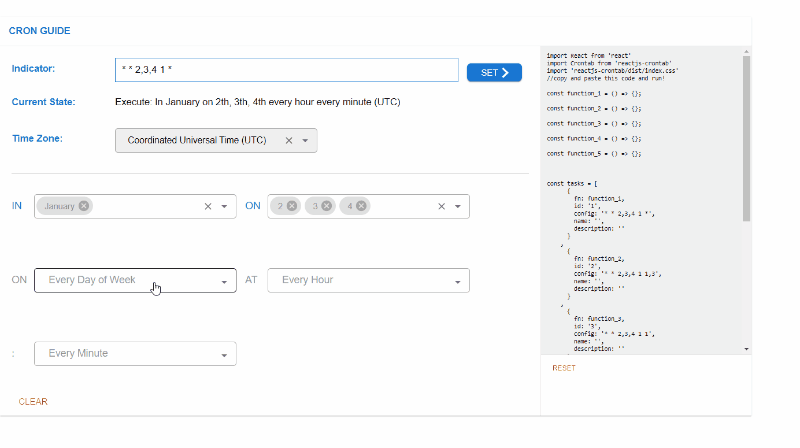 CRON GUIDE
Indicator:
* * 2,3,4 1 *
SET
Current State:
Execute: In January on 2th, 3th, 4th every hour every minute (UTC)
Time Zone:
Coordinated Universal Time (UTC)
IN
January
ON
2
3
4
ON
Every Day of Week
AT
Every Hour
:
Every Minute
CLEAR
import React from 'react'
import Crontab from 'reactjs-crontab'
import 'reactjs-crontab/dist/index.css'
//copy and paste this code and run!
const function_1 = () => {};
const function_2 = () => {};
const function_3 = () => {};
const function_4 = () => {};
const function_5 = () => {};
const tasks = [
{
fn: function_1,
id: '1',
config: '* * 2,3,4 1 *',
name: '',
description: ''
}
,
{
fn: function_2,
id: '2',
config: '* * 2,3,4 1 1,3',
name: '',
description: ''
}
,
{
fn: function_3,
id: '3',
config: '* * 2,3,4 1 1',
name: '',
description: ''
RESET